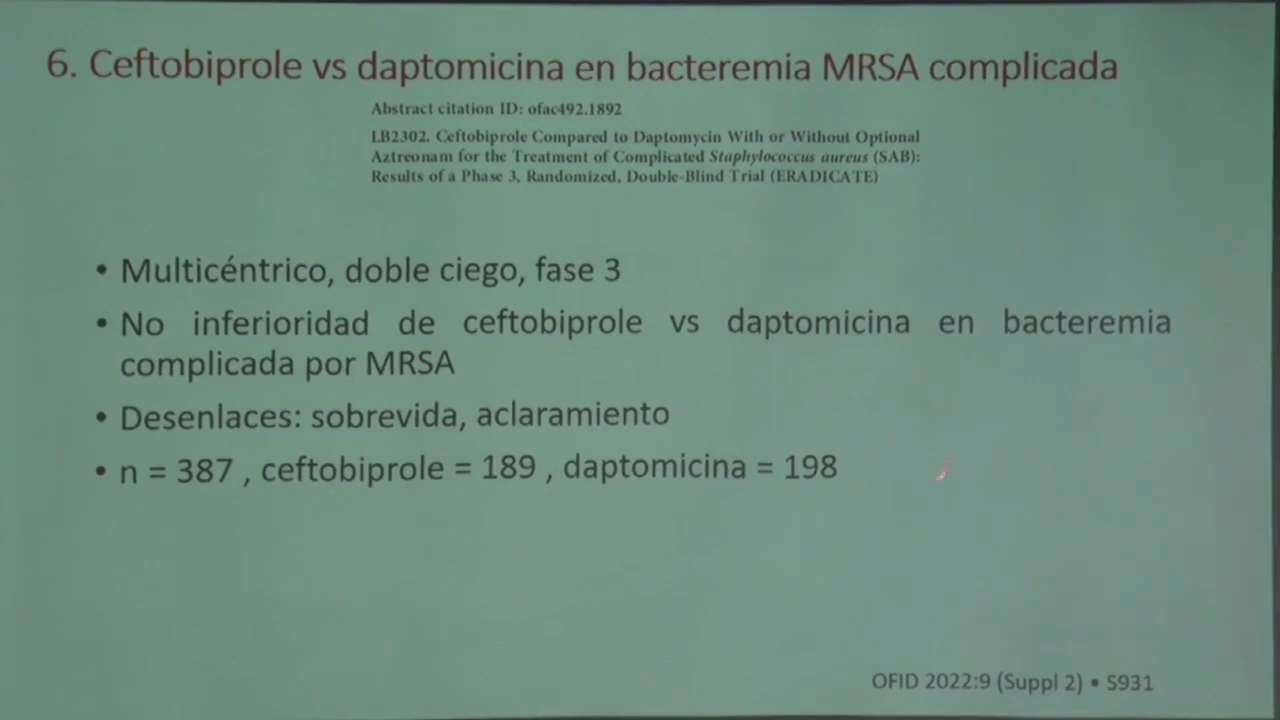 6. Ceftobiprole vs daptomicina en bacteremia MRSA complicada
Abstract citation ID: ofac492.1892
LB2302. Ceftobiprole Compared to Daptomycin With or Without Optional
Aztreonam for the Treatment of Complicated Staphylococcus aureus (SAB):
Results of a Phase 3, Randomized, Double-Blind Trial (ERADICATE)
• Multicéntrico, doble ciego, fase 3
• No inferioridad de ceftobiprole vs daptomicina en bacteremia
complicada por MRSA
• Desenlaces: sobrevida, aclaramiento
• n = 387 , ceftobiprole = 189 , daptomicina = 198
OFID 2022:9 (Suppl 2) • S931